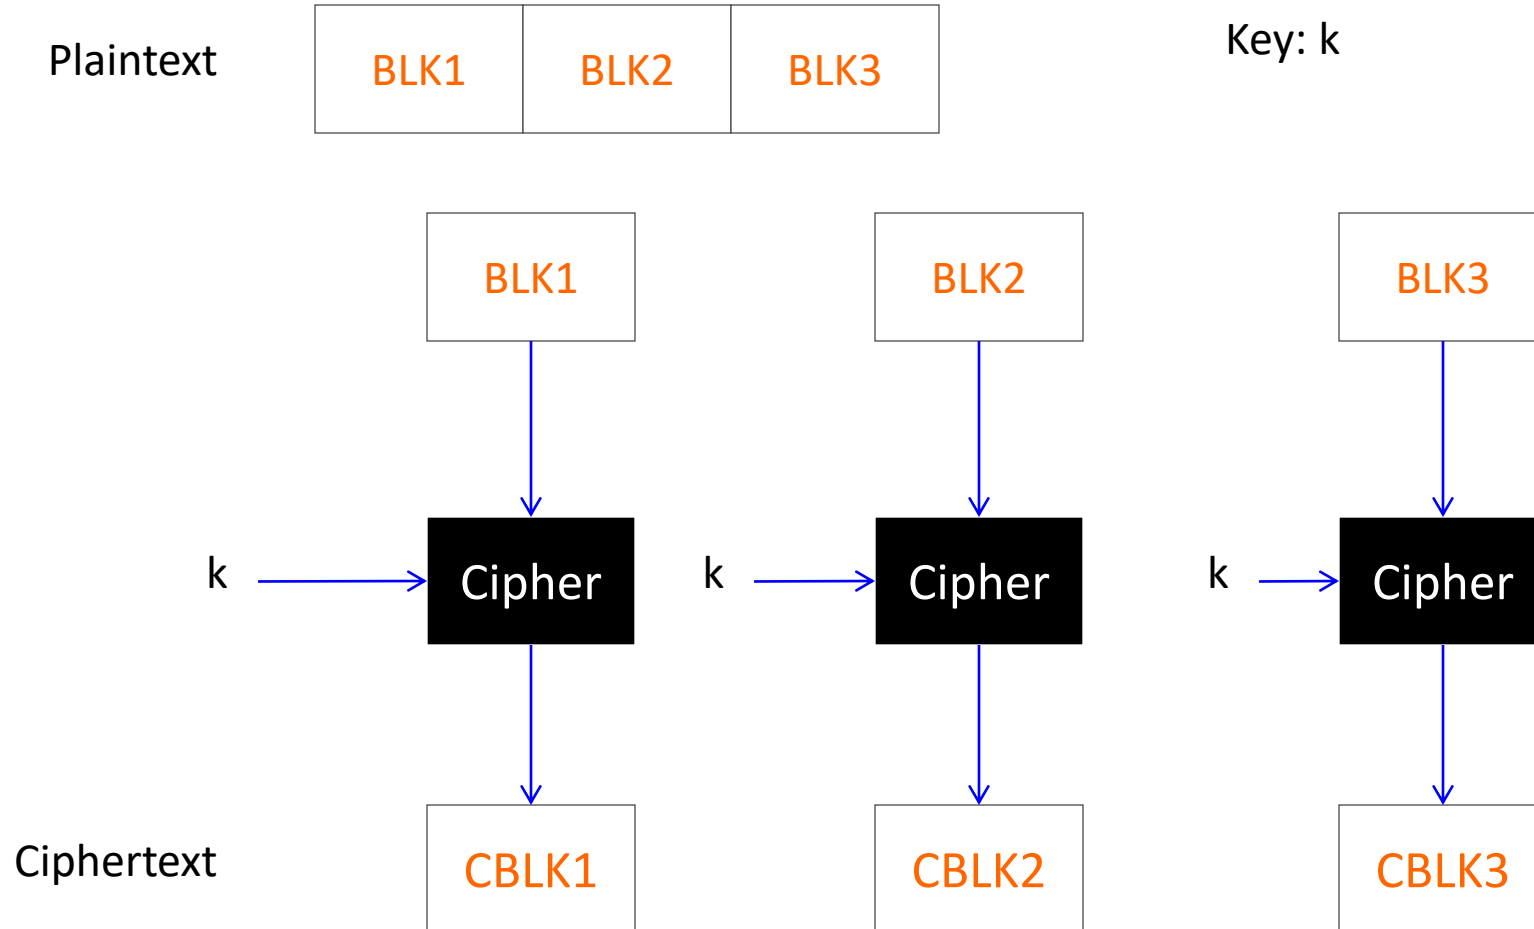 Plaintext
BLK1 BLK2 BLK3
Key: k
BLK1 BLK2 BLK3
k Cipher k Cipher k Cipher
Ciphertext CBLK1 CBLK2 CBLK3